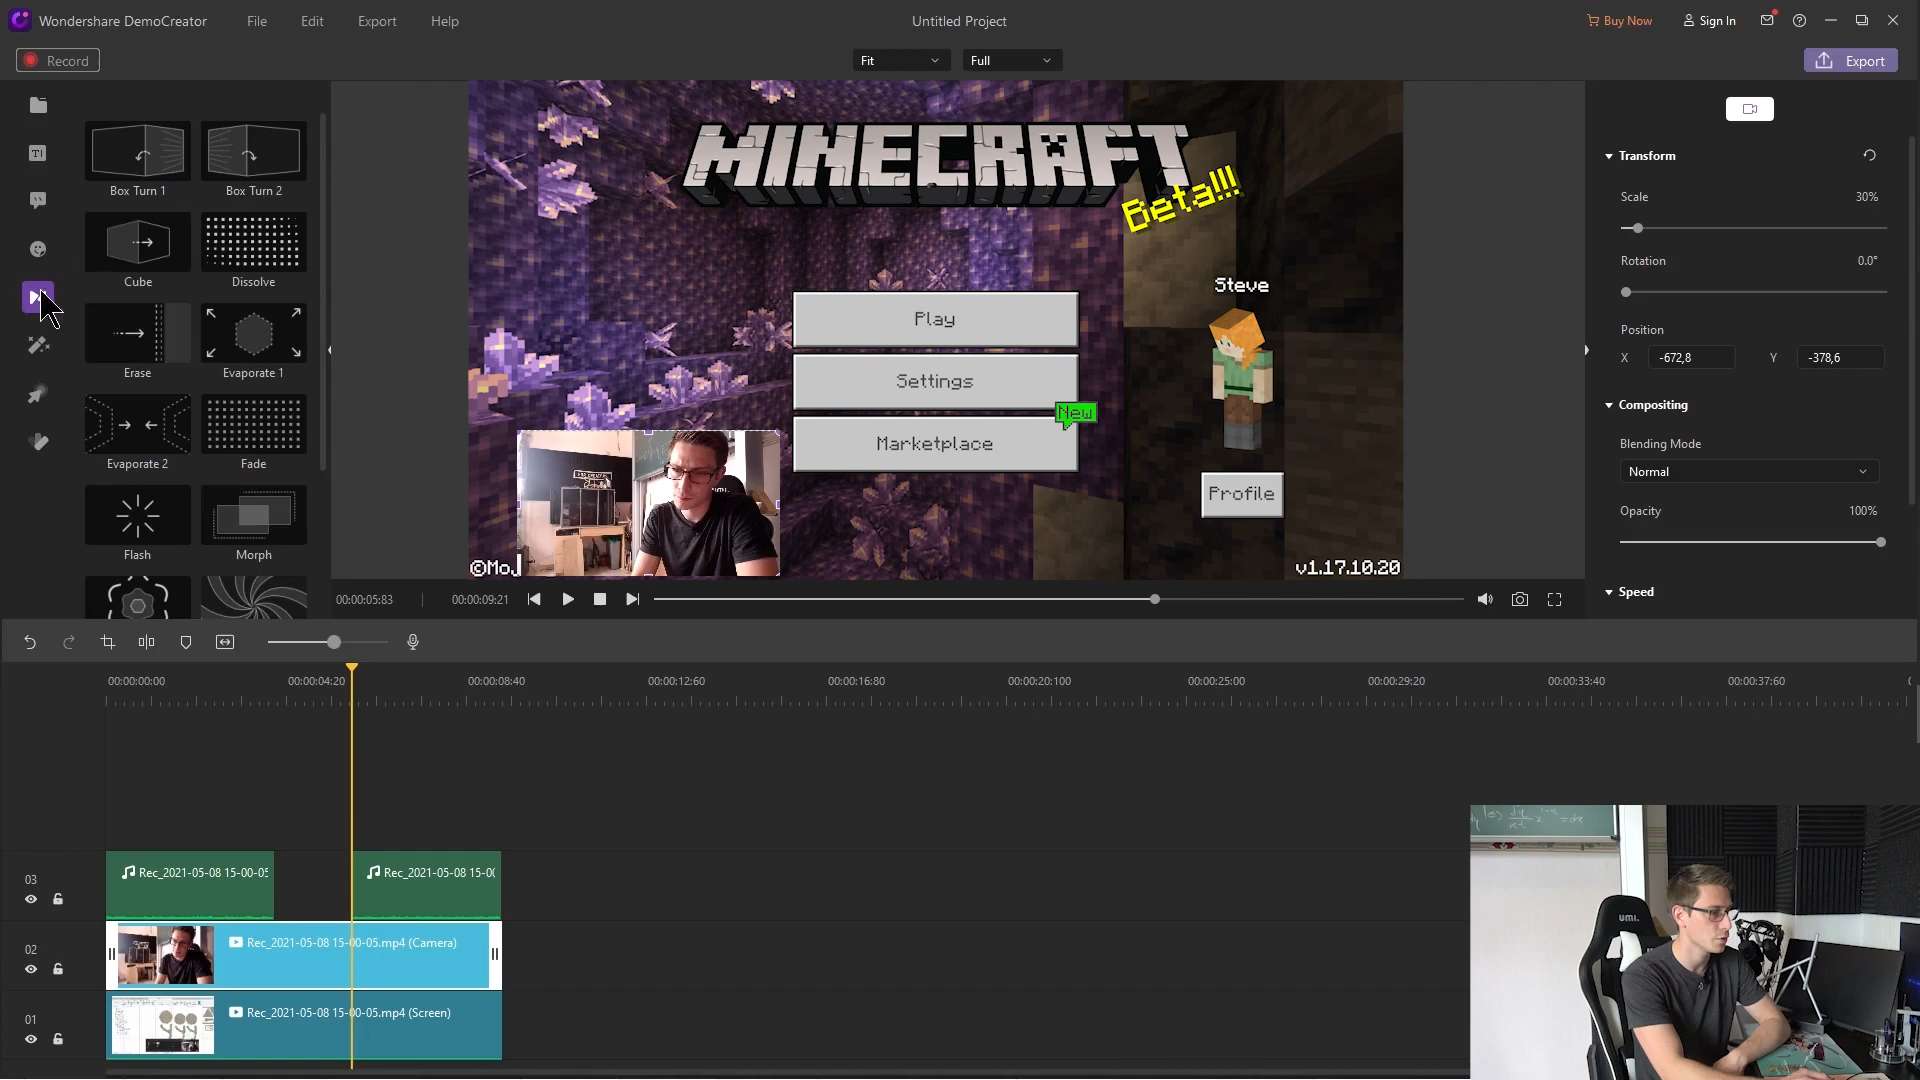 Wondershare DemoCreator
File
Edit
Export
Help
Untitled Project
Buy Now
Sign In
Record
Fit
Full
Export
Box Turn 1
Box Turn 2
Cube
Dissolve
Erase
Evaporate 1
Evaporate 2
Fade
Flash
Morph
MINECRAFT
Beta!!!
Steve
Play
Settings
New
Marketplace
Profile
©Moj
v1.17.10.20
Transform
Scale
30%
Rotation
0.0°
Position
X
-672,8
Y
-378,6
Compositing
Blending Mode
Normal
Opacity
100%
Speed
00:00:05:83
00:00:09:21
00:00:00:00
00:00:04:20
00:00:08:40
00:00:12:60
00:00:16:80
00:00:20:100
00:00:25:00
00:00:29:20
00:00:33:40
00:00:37:60
03
Rec_2021-05-08 15-00-05
Rec_2021-05-08 15-00
02
Rec_2021-05-08 15-00-05.mp4 (Camera)
01
Rec_2021-05-08 15-00-05.mp4 (Screen)
umi.